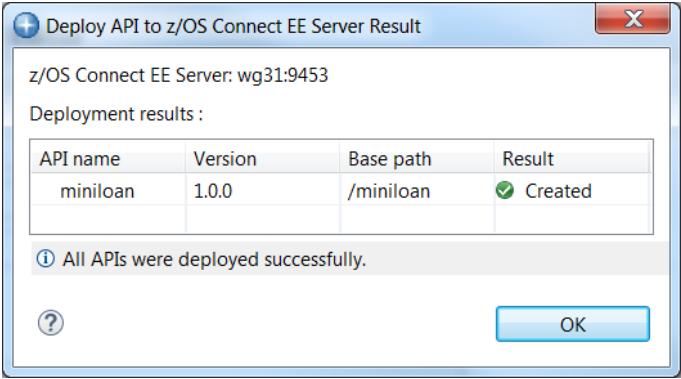 Deploy API to z/OS Connect EE Server Result
z/OS Connect EE Server: wg31:9453
Deployment results :
API name Version Base path Result
miniloan 1.0.0 /miniloan Created
All APIs were deployed successfully.
OK